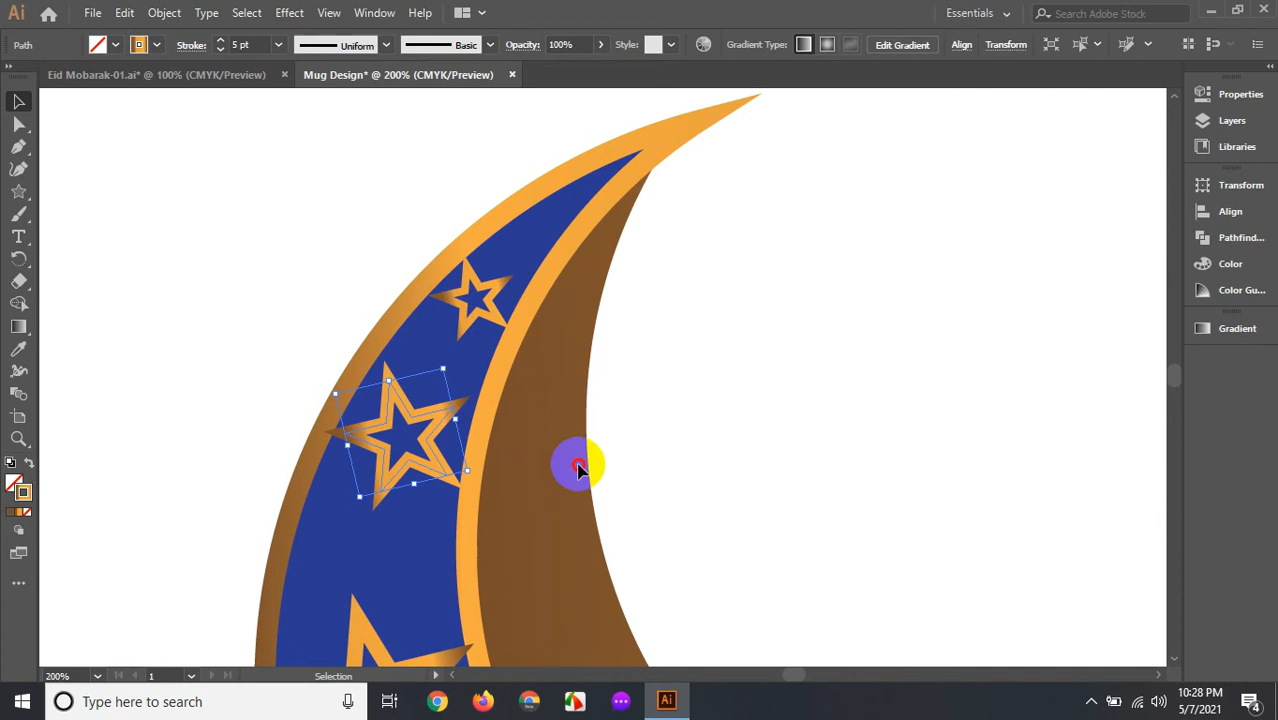 Ai File Edit Object Type Select Effect View Window Help Essentials Search Adobe Stock
Path Stroke: 5 pt Uniform Basic Opacity: 100% Style: Gradient Type: Edit Gradient Align Transform
Eid Mobarak-01.ai* @ 100% (CMYK/Preview) Mug Design* @ 200% (CMYK/Preview)
Properties
Layers
Libraries
Transform
Align
Pathfind...
Color
Color Gu...
Gradient
200% 1 Selection
Type here to search Ai 10:28 PM
5/7/2021 4